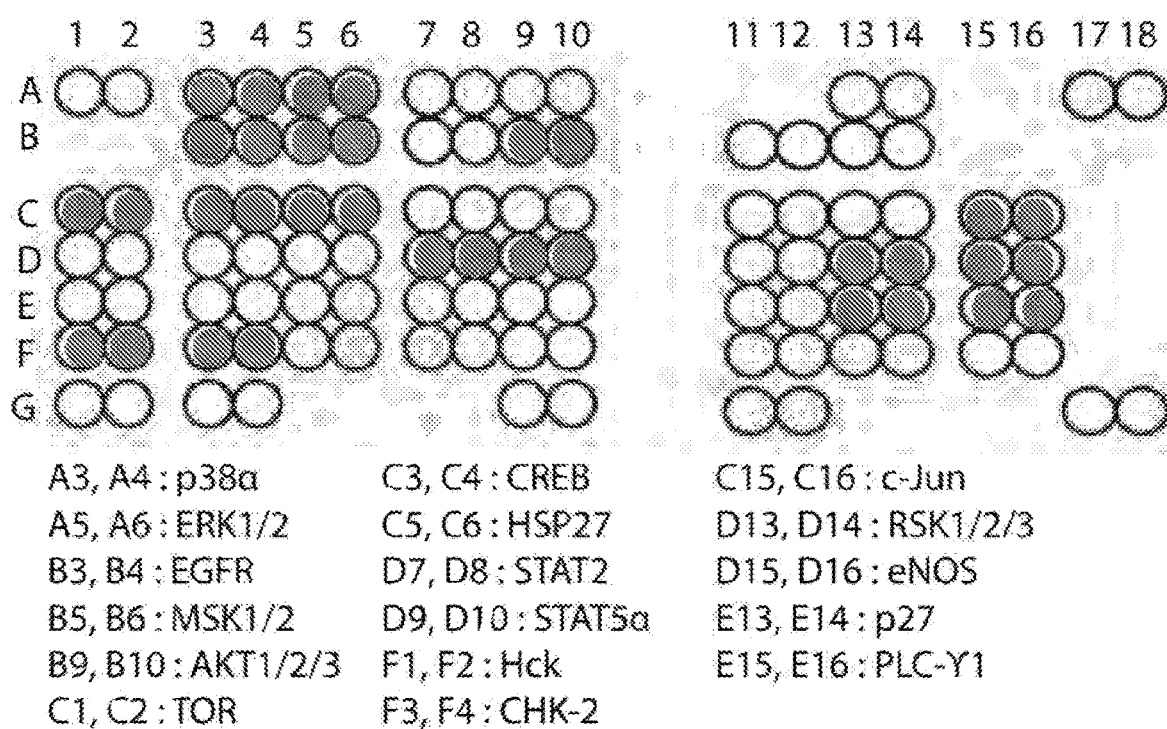 1 2 3 4 5 6 7 8 9 10 11 12 13 14 15 16 17 18
A
B
C
D
E
F
G
A3, A4 : p38α C3, C4 : CREB C15, C16 : c-Jun
A5, A6 : ERK1/2 C5, C6 : HSP27 D13, D14 : RSK1/2/3
B3, B4 : EGFR D7, D8 : STAT2 D15, D16 : eNOS
B5, B6 : MSK1/2 D9, D10 : STAT5α E13, E14 : p27
B9, B10 : AKT1/2/3 F1, F2 : Hck E15, E16 : PLC-Y1
C1, C2 : TOR F3, F4 : CHK-2